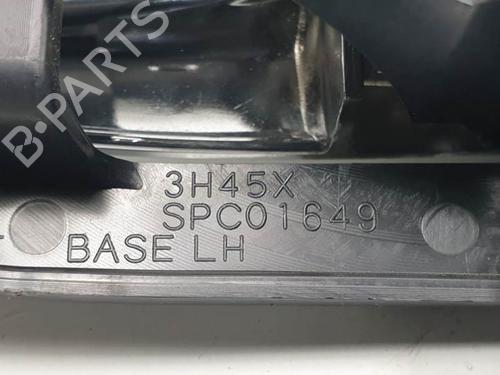 B·PARTS
3H45X
SPC01649
BASE LH